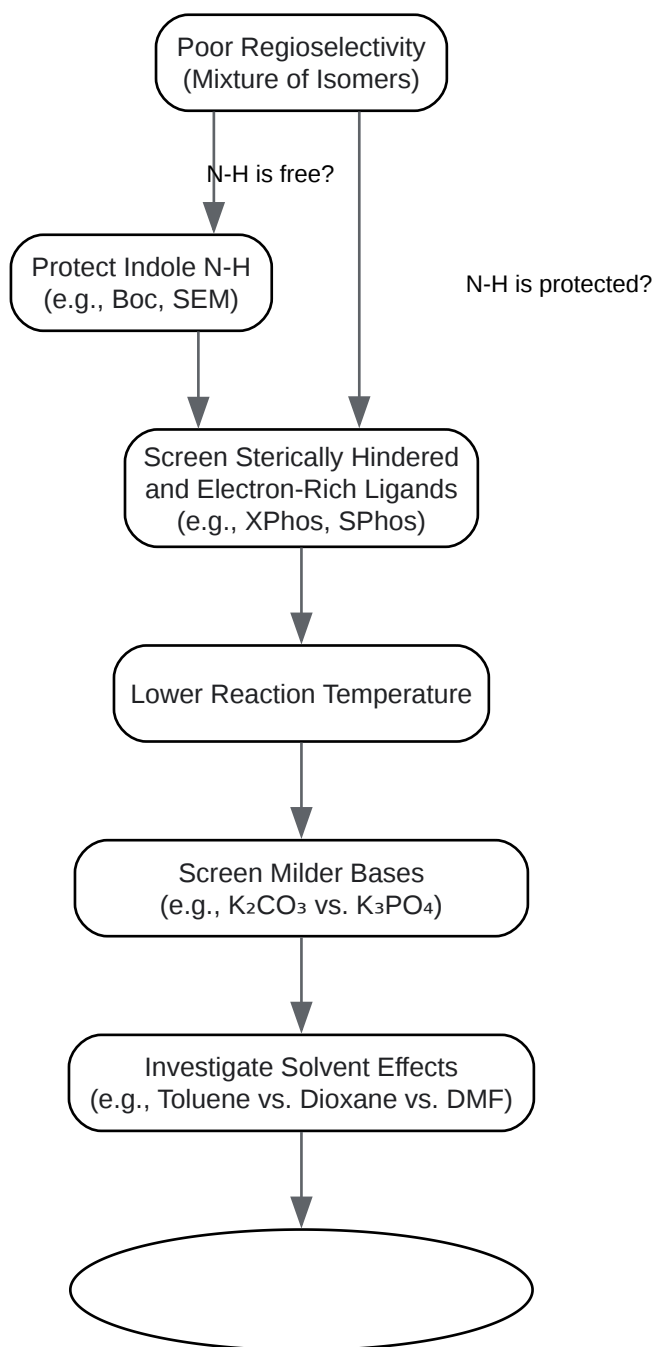 Poor Regioselectivity
(Mixture of Isomers)
N-H is free?
Protect Indole N-H
(e.g., Boc, SEM)
N-H is protected?
Screen Sterically Hindered
and Electron-Rich Ligands
(e.g., XPhos, SPhos)
Lower Reaction Temperature
Screen Milder Bases
(e.g., K₂CO₃ vs. K₃PO₄)
Investigate Solvent Effects
(e.g., Toluene vs. Dioxane vs. DMF)